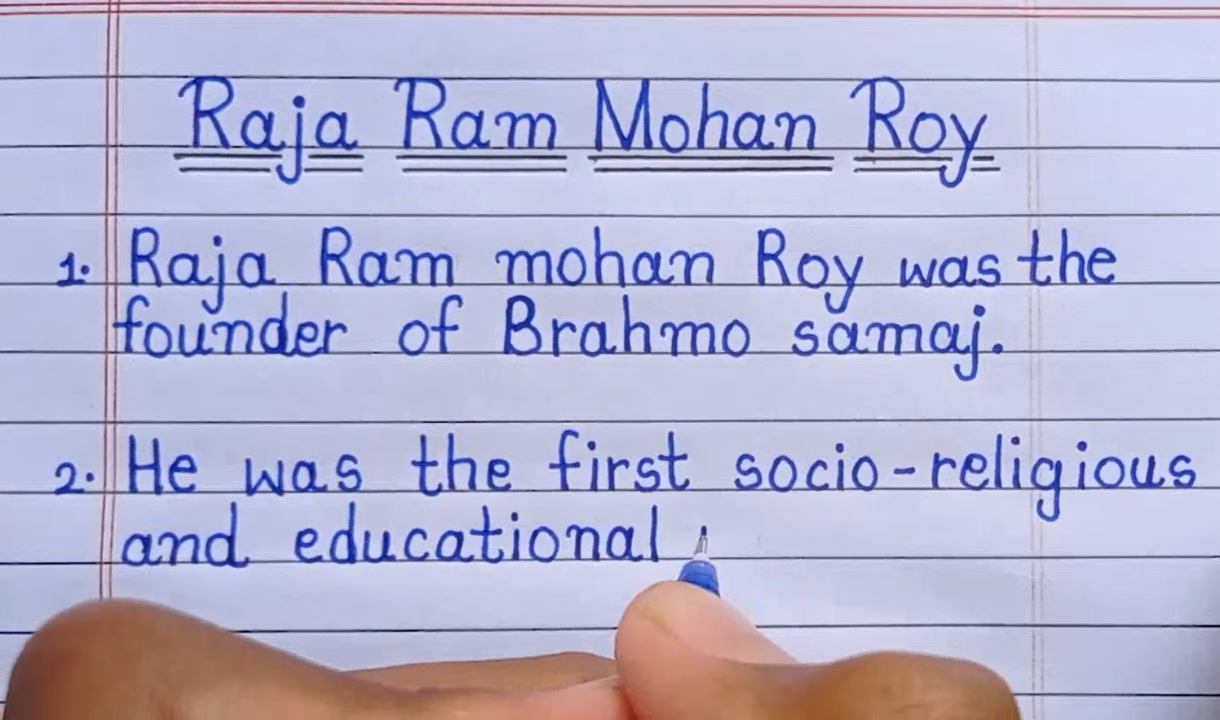 Raja Ram Mohan Roy
1. Raja Ram mohan Roy was the
founder of Brahmo samaj.
2. He was the first socio-religious
and educational